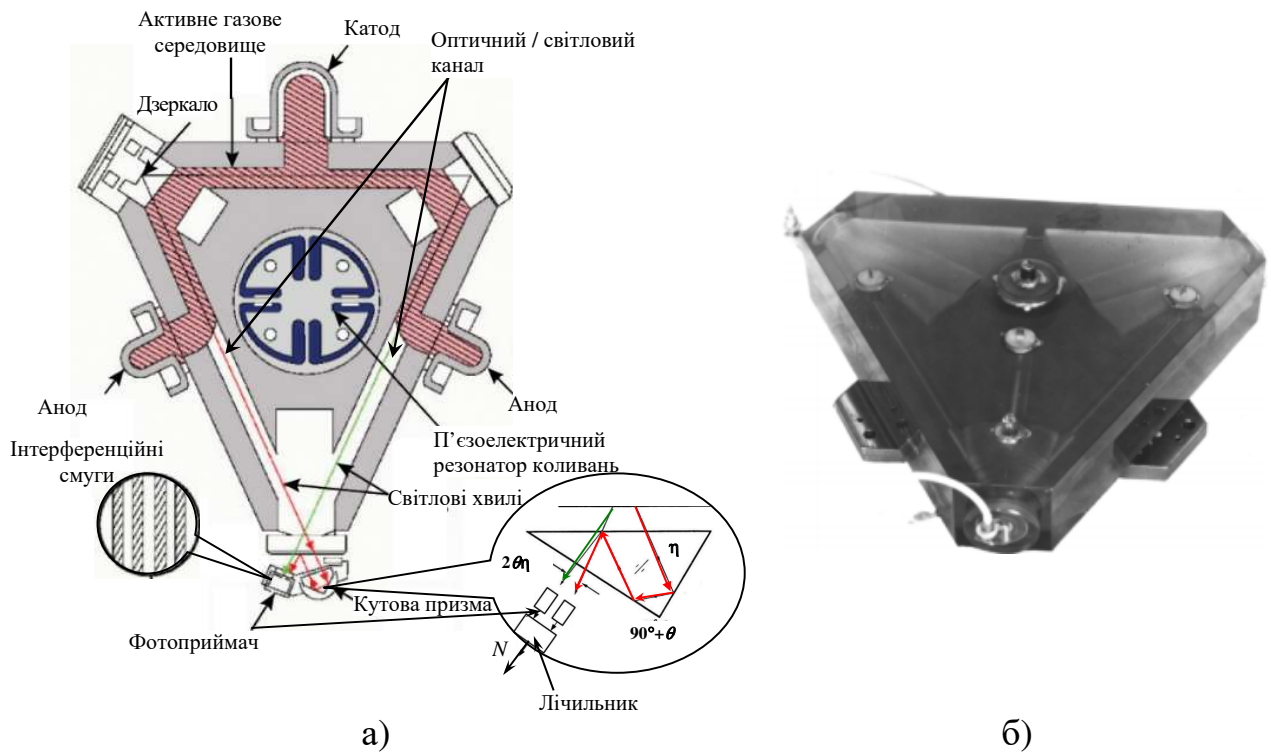 Активне газове
середовище
Катод
Оптичний / світловий
канал
Дзеркало
Анод
Анод
Інтерференційні
смуги
П’єзоелектричний
резонатор коливань
Світлові хвилі
η
2θη
Кутова призма
90°+θ
Фотоприймач
N
Лічильник
а)
б)